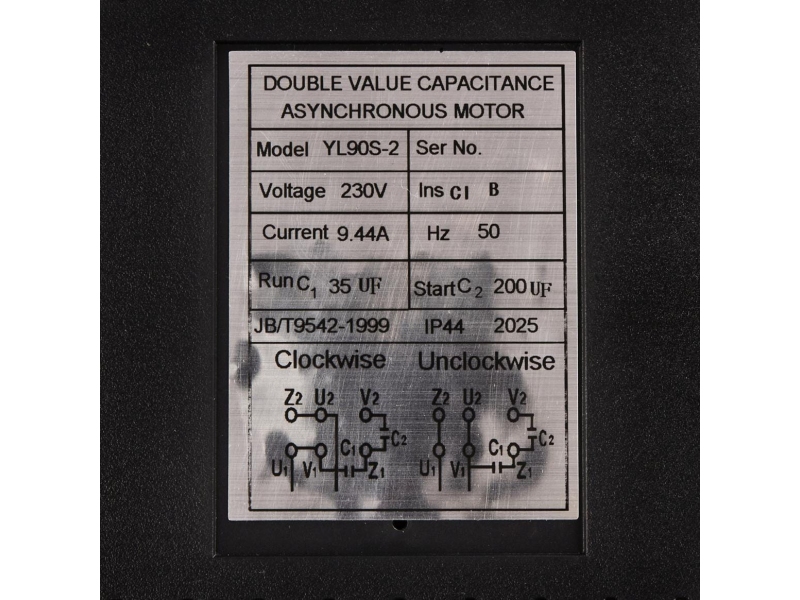 DOUBLE VALUE CAPACITANCE
ASYNCHRONOUS MOTOR
Model YL90S-2 Ser No.
Voltage 230V Ins C1 B
Current 9.44A Hz 50
Run C1 35 UF Start C2 200 UF
JB/T9542-1999 IP44 2025
Clockwise Unclockwise
Z2 U2 V2 Z2 U2 V2
C1 C2 C1 C2
U1 V1 Z1 U1 V1 Z1